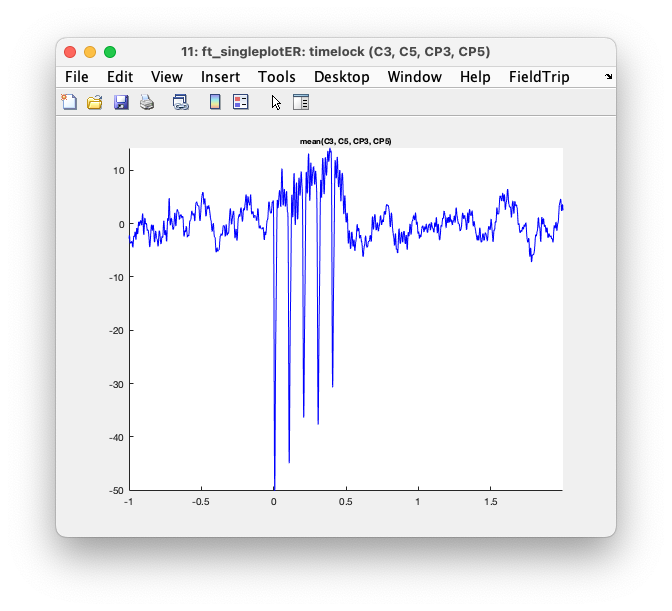 11: ft_singleplotER: timelock (C3, C5, CP3, CP5)
File Edit View Insert Tools Desktop Window Help FieldTrip
mean(C3, C5, CP3, CP5)
10
0
-10
-20
-30
-40
-50
-1 -0.5 0 0.5 1 1.5